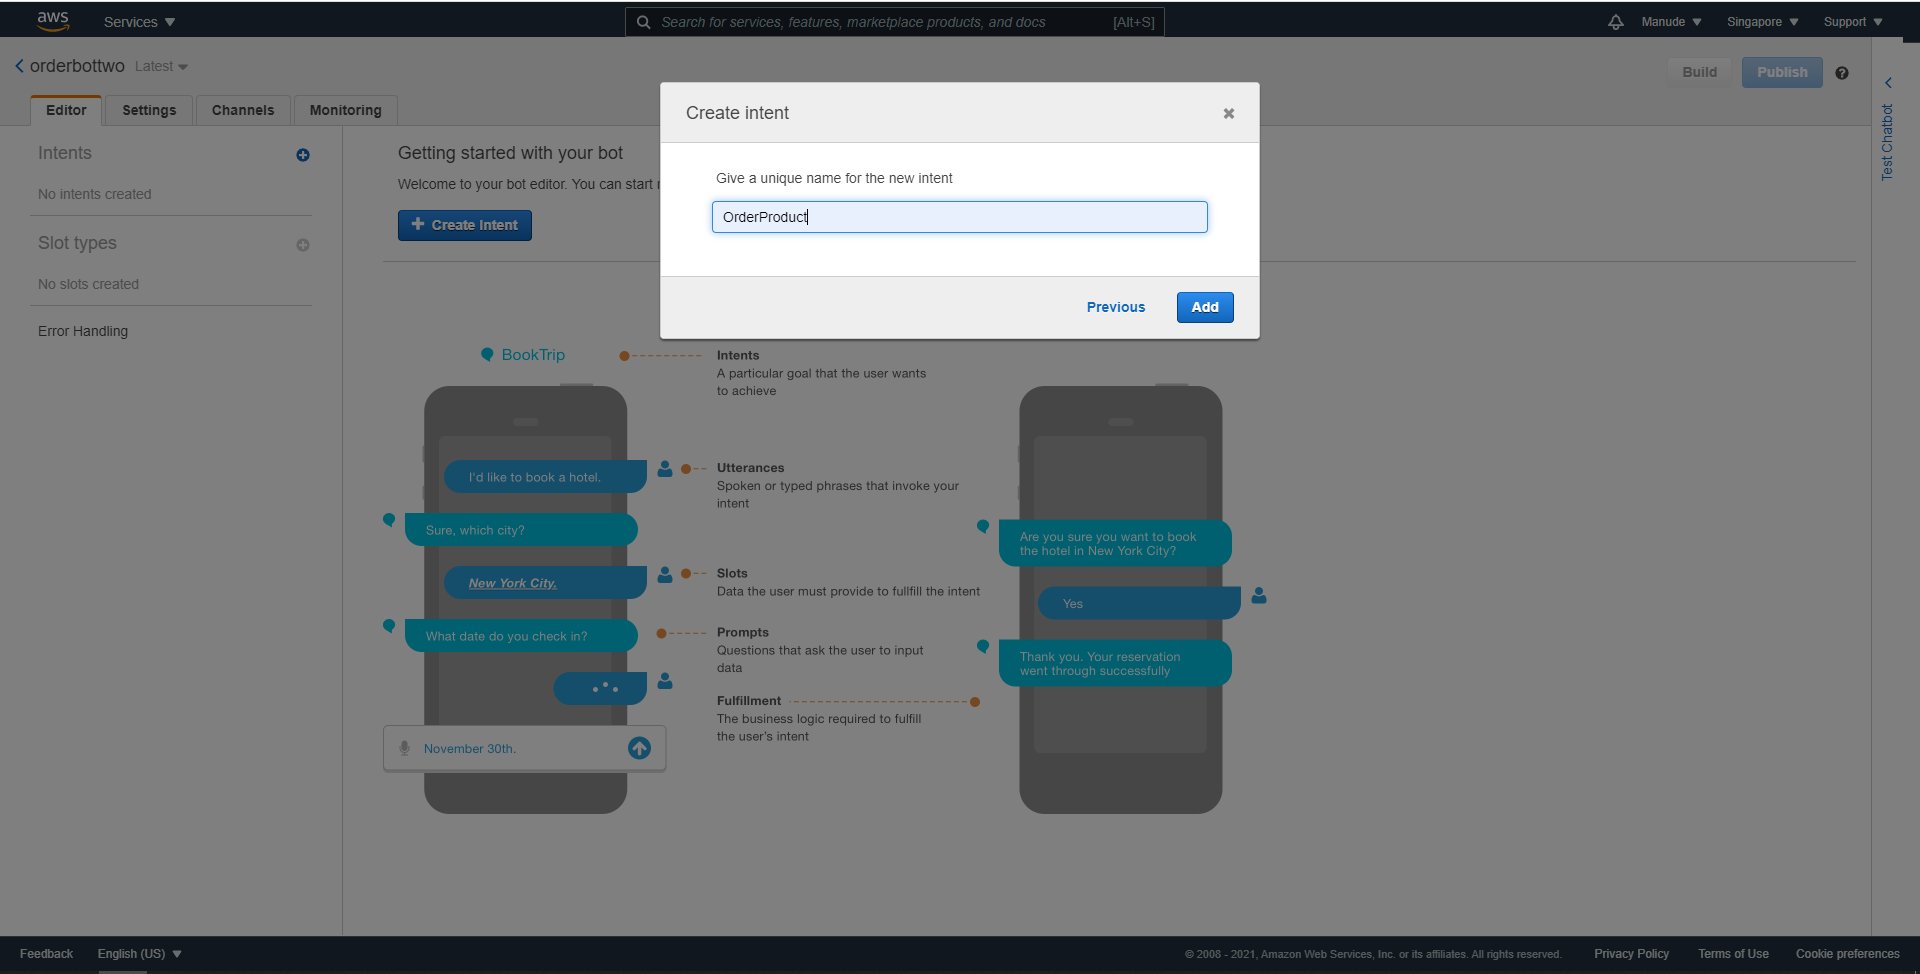 aws
Services
Search for services, features, marketplace products, and docs [Alt+S]
Manude
Singapore
Support
orderbottwo Latest
Build
Publish
Editor
Settings
Channels
Monitoring
Test Chatbot
Intents
No intents created
Slot types
No slots created
Error Handling
Getting started with your bot
Welcome to your bot editor. You can start
Create Intent
Create intent
Give a unique name for the new intent
OrderProduct
Previous
Add
BookTrip
I'd like to book a hotel.
Sure, which city?
New York City.
What date do you check in?
November 30th.
Intents
A particular goal that the user wants
to achieve
Utterances
Spoken or typed phrases that invoke your
intent
Slots
Data the user must provide to fullfill the intent
Prompts
Questions that ask the user to input
data
Fulfillment
The business logic required to fulfill
the user's intent
Are you sure you want to book
the hotel in New York City?
Yes
Thank you. Your reservation
went through successfully
Feedback
English (US)
© 2008 - 2021, Amazon Web Services, Inc. or its affiliates. All rights reserved.
Privacy Policy
Terms of Use
Cookie preferences